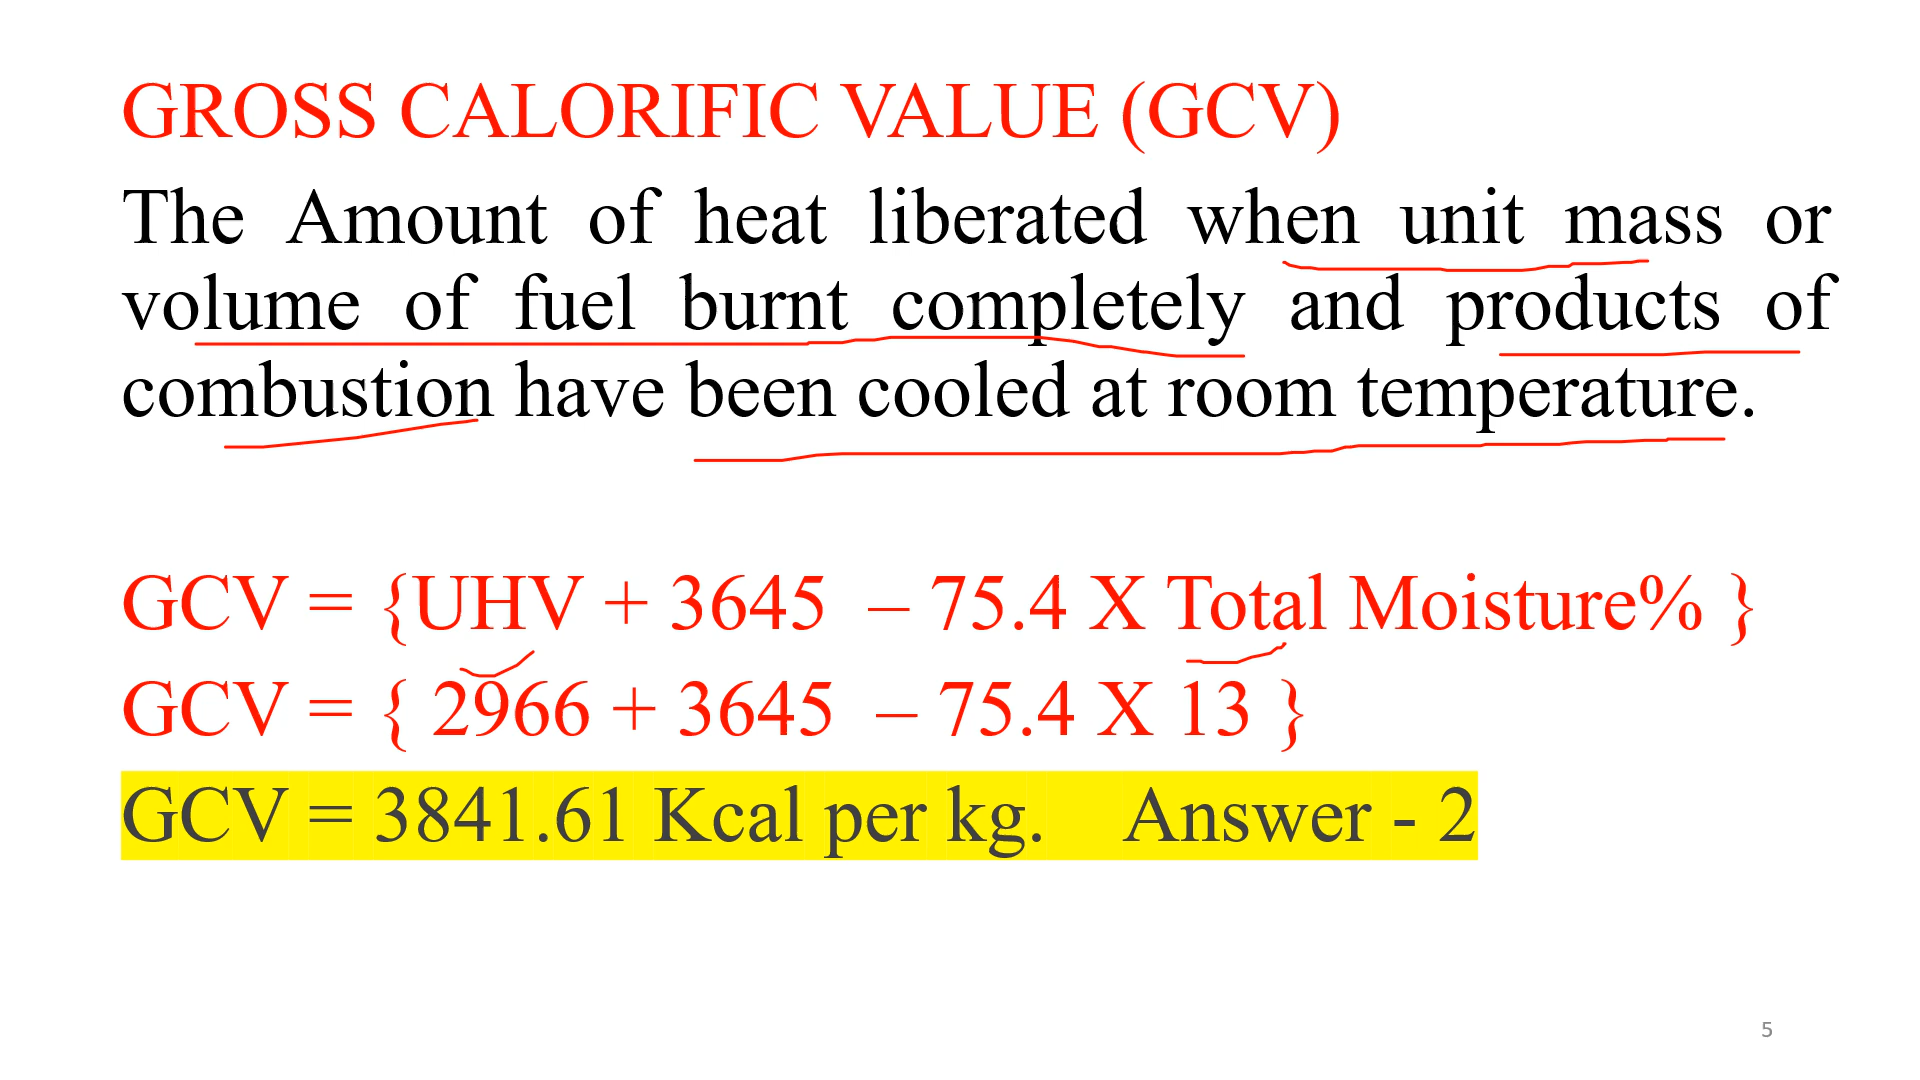 GROSS CALORIFIC VALUE (GCV)
The Amount of heat liberated when unit mass or
volume of fuel burnt completely and products of
combustion have been cooled at room temperature.
GCV = {UHV + 3645 – 75.4 X Total Moisture% }
GCV = { 2966 + 3645 – 75.4 X 13 }
GCV = 3841.61 Kcal per kg. Answer - 2
5